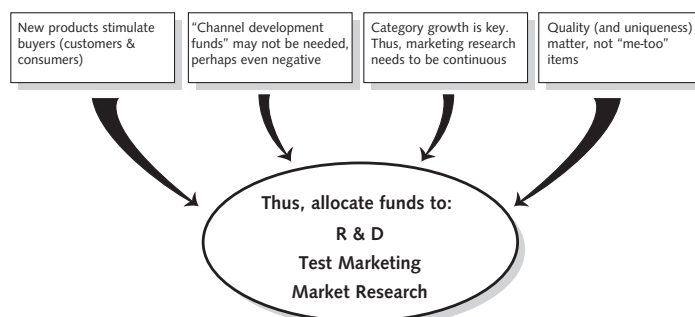 New products stimulate
buyers (customers &
consumers)
“Channel development
funds” may not be needed,
perhaps even negative
Category growth is key.
Thus, marketing research
needs to be continuous
Quality (and uniqueness)
matter, not “me-too”
items
Thus, allocate funds to:
R & D
Test Marketing
Market Research